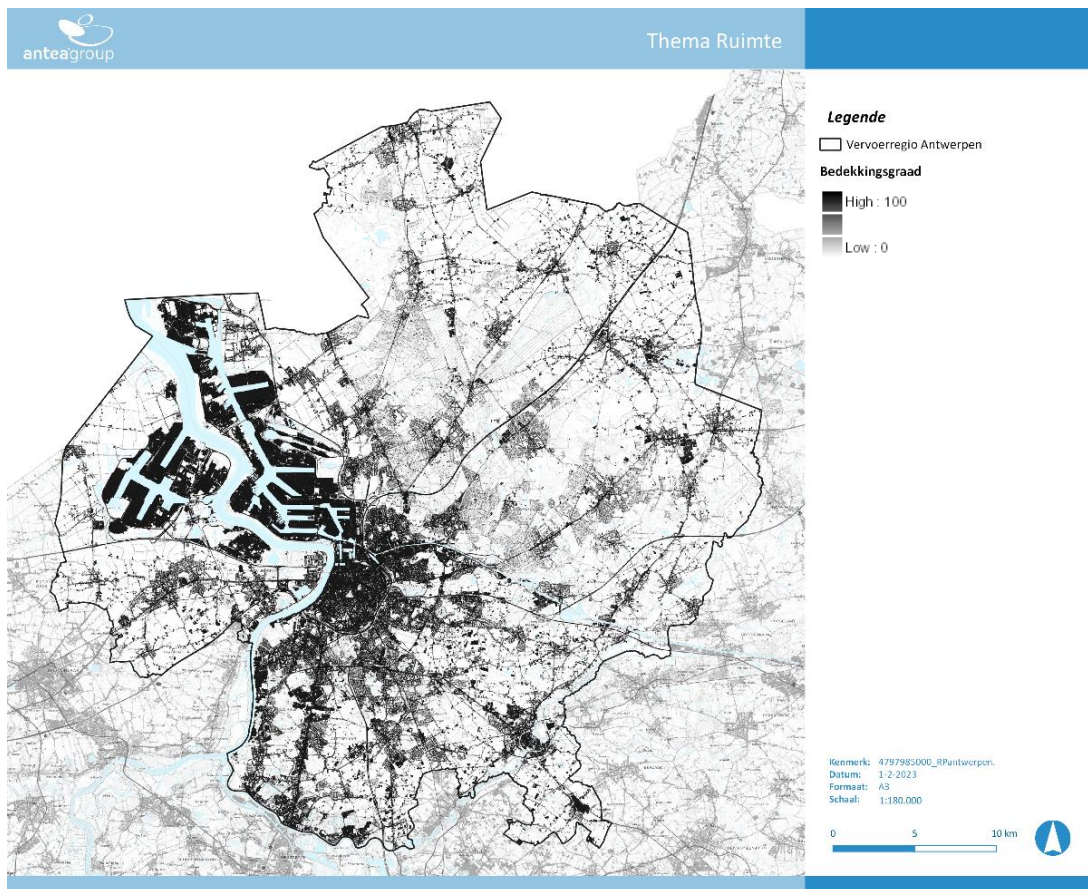 anteagroup
Thema Ruimte
Legende
Vervoerregio Antwerpen
Bedekkingsgraad
High : 100
Low : 0
Kenmerk: 4797985000_RPantwerpen.
Datum: 1-2-2023
Formaat: A3
Schaal: 1:180.000
0 5 10 km